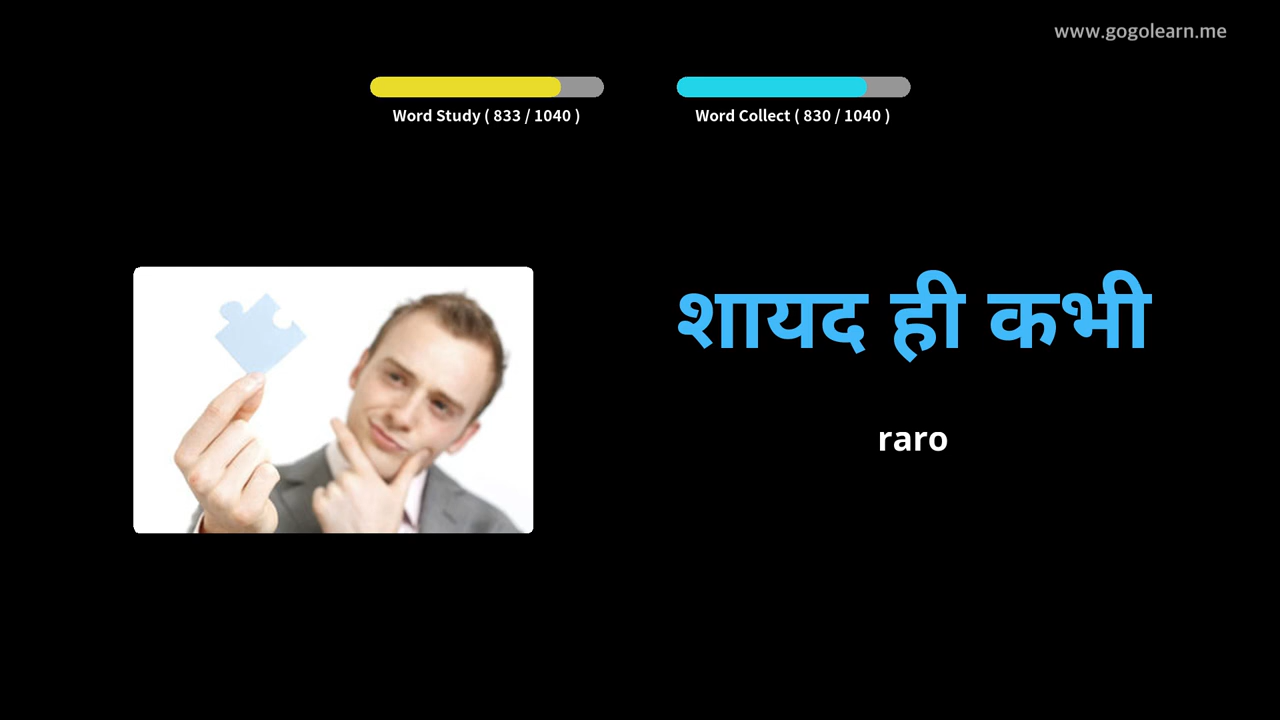 www.gogolearn.me
Word Study ( 833 / 1040 )
Word Collect ( 830 / 1040 )
शायद ही कभी
raro